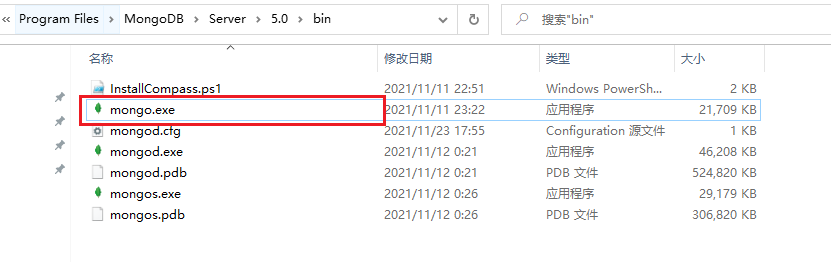 « Program Files › MongoDB › Server › 5.0 › bin 搜索"bin"
名称 修改日期 类型 大小
InstallCompass.ps1 2021/11/11 22:51 Windows PowerSh... 2 KB
mongo.exe 2021/11/11 23:22 应用程序 21,709 KB
mongod.cfg 2021/11/23 17:55 Configuration 源文件 1 KB
mongod.exe 2021/11/12 0:21 应用程序 46,208 KB
mongod.pdb 2021/11/12 0:21 PDB 文件 524,820 KB
mongos.exe 2021/11/12 0:26 应用程序 29,179 KB
mongos.pdb 2021/11/12 0:26 PDB 文件 306,820 KB